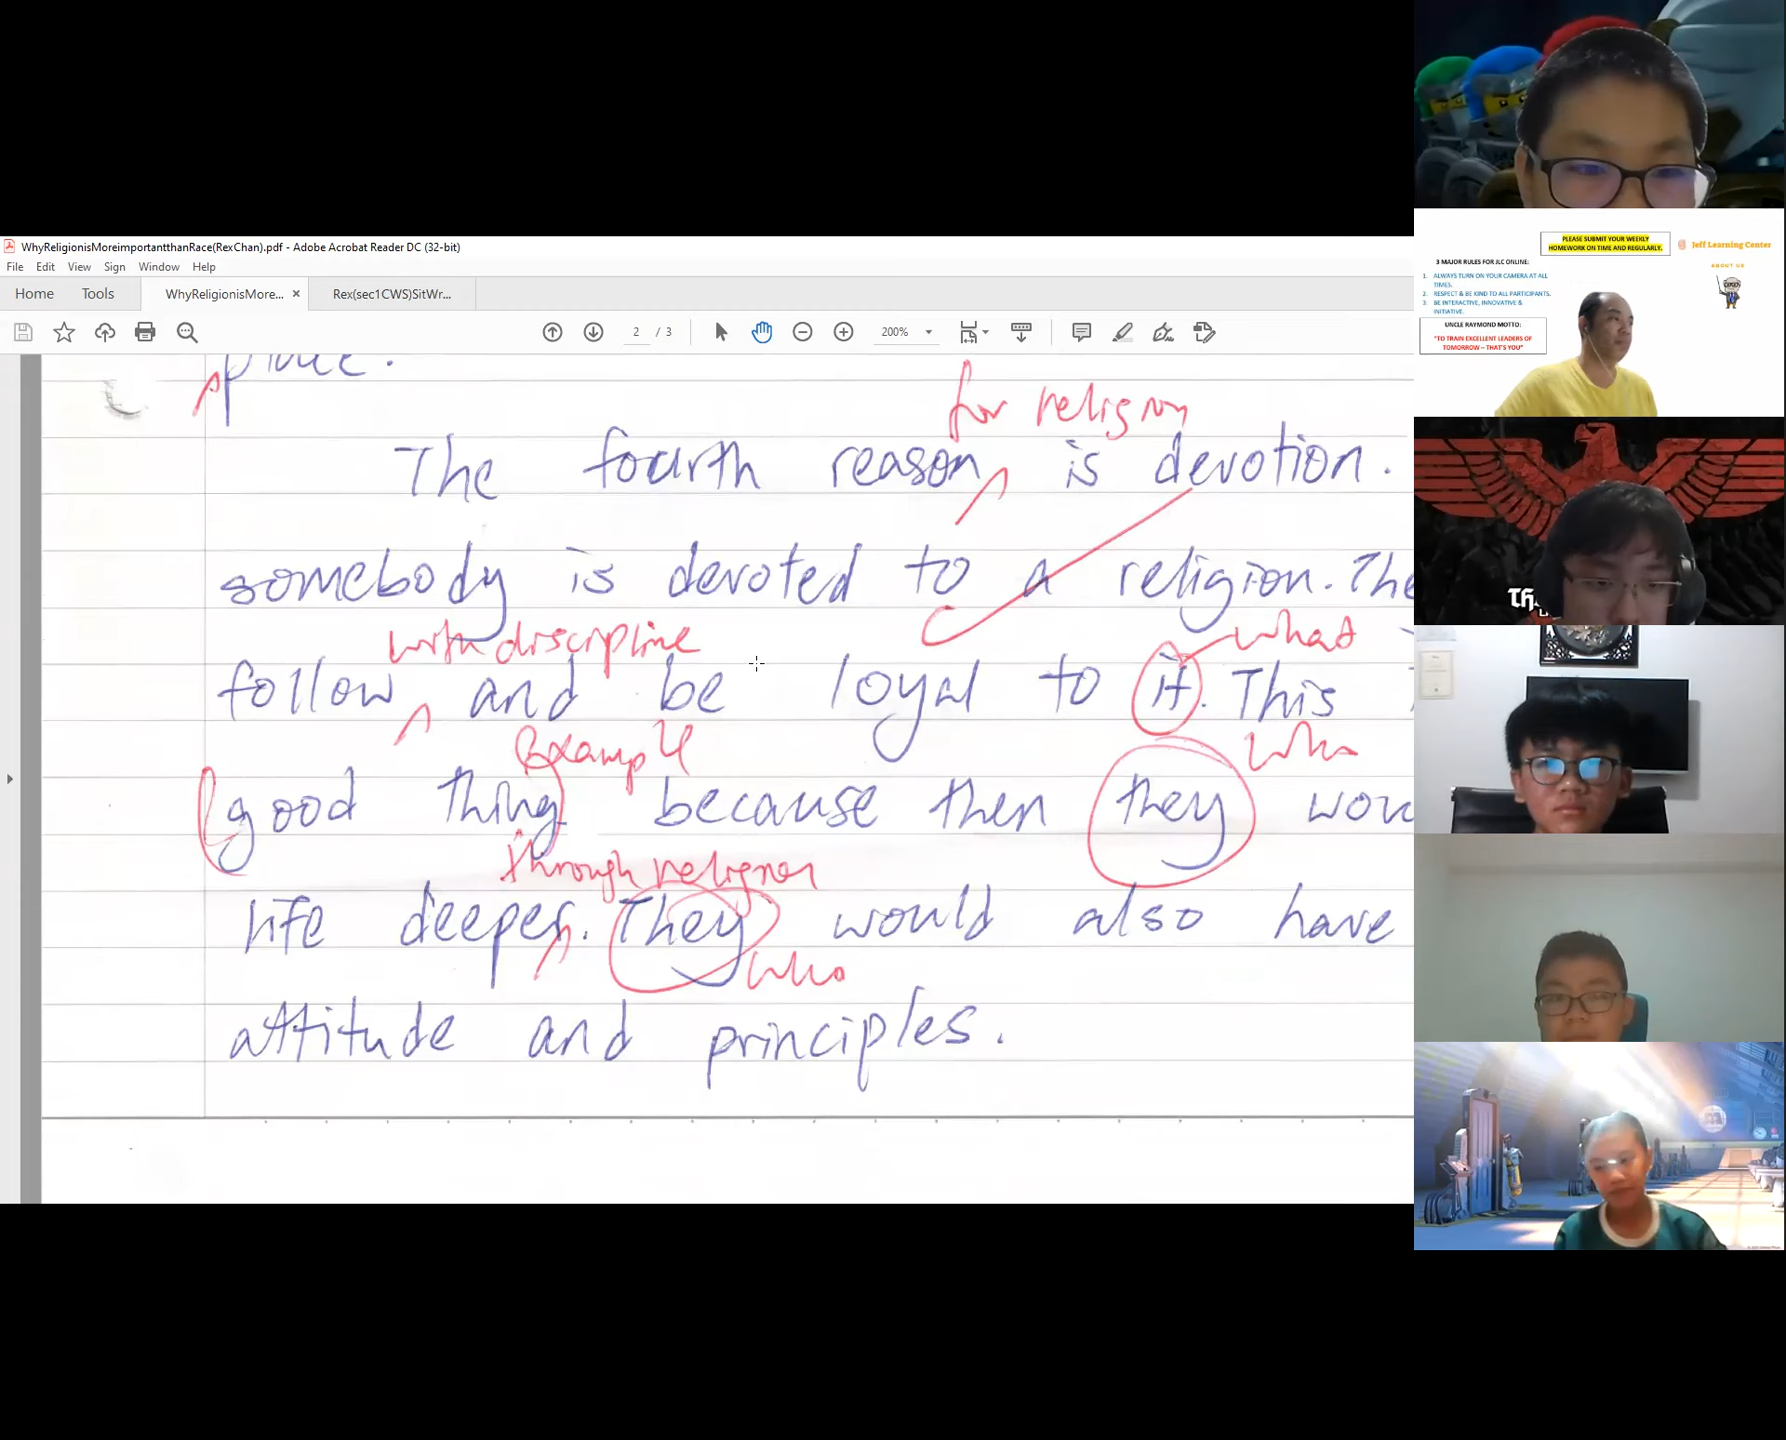 WhyReligionisMoreimportantthanRace(RexChan).pdf - Adobe Acrobat Reader DC (32-bit)
File Edit View Sign Window Help
Home Tools WhyReligionisMore... × Rex(sec1CWS)SitWr...
2 / 3 200%
for religion
The fourth reason is devotion.
somebody is devoted to a religion. The
with discipline what
follow and be loyal to it. This
example who
good thing because then they wou
through religion
life deeper. They would also have
who
attitude and principles.
PLEASE SUBMIT YOUR WEEKLY
HOMEWORK ON TIME AND REGULARLY.
Jeff Learning Center
ABOUT US
3 MAJOR RULES FOR JLC ONLINE:
1. ALWAYS TURN ON YOUR CAMERA AT ALL
TIMES.
2. RESPECT & BE KIND TO ALL PARTICIPANTS.
3. BE INTERACTIVE, INNOVATIVE &
INITIATIVE.
UNCLE RAYMOND MOTTO:
"TO TRAIN EXCELLENT LEADERS OF
TOMORROW – THAT'S YOU"